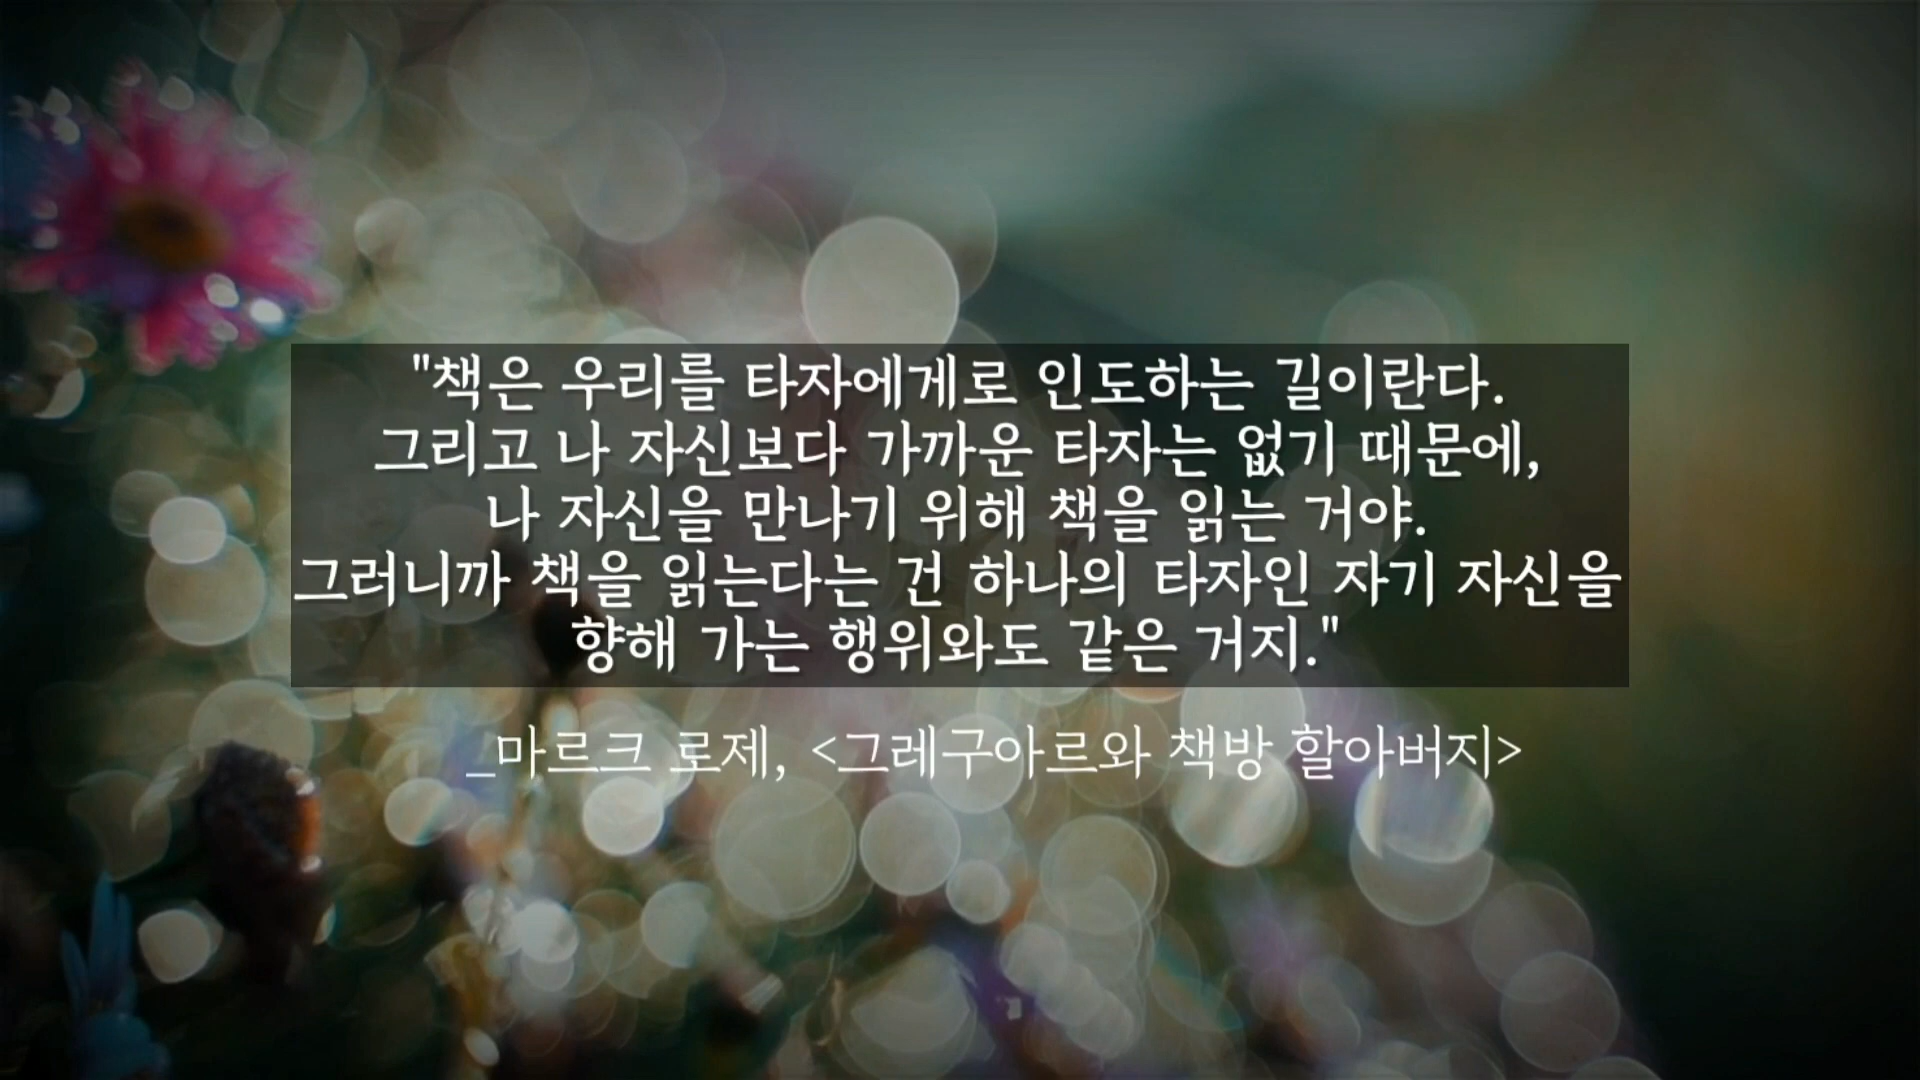 "책은 우리를 타자에게로 인도하는 길이란다.
그리고 나 자신보다 가까운 타자는 없기 때문에,
나 자신을 만나기 위해 책을 읽는 거야.
그러니까 책을 읽는다는 건 하나의 타자인 자기 자신을
향해 가는 행위와도 같은 거지."
_마르크 로제, <그레구아르와 책방 할아버지>